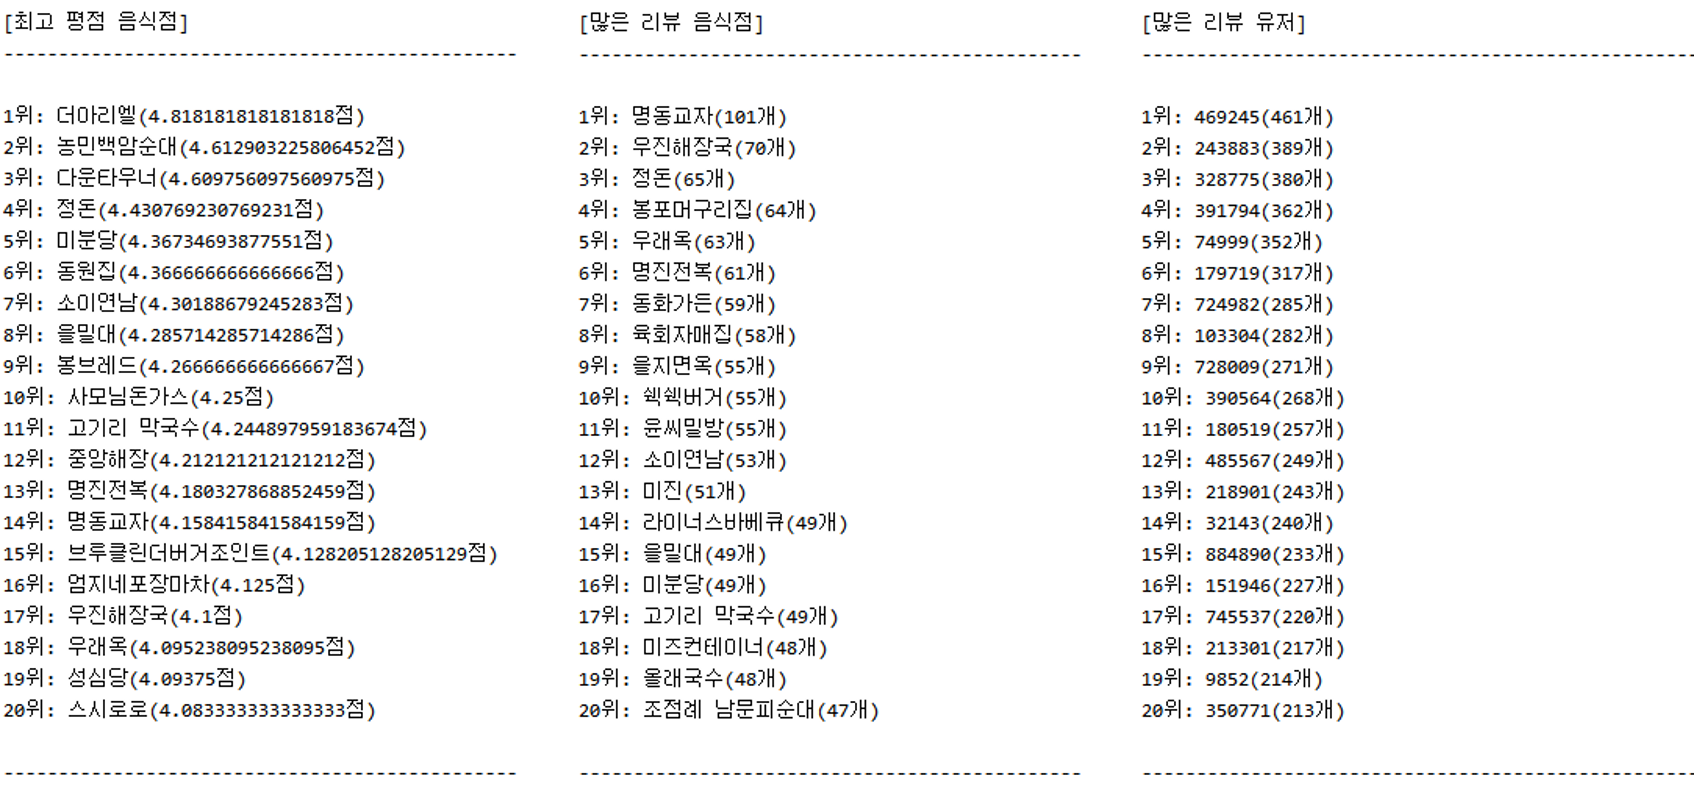 [최고 평점 음식점]
---------------------------------------------
1위: 더아리엘(4.818181818181818점)
2위: 농민백암순대(4.612903225806452점)
3위: 다운타우너(4.609756097560975점)
4위: 정돈(4.430769230769231점)
5위: 미분당(4.36734693877551점)
6위: 동원집(4.366666666666666점)
7위: 소이연남(4.30188679245283점)
8위: 을밀대(4.285714285714286점)
9위: 봉브레드(4.266666666666667점)
10위: 사모님돈가스(4.25점)
11위: 고기리 막국수(4.244897959183674점)
12위: 중앙해장(4.212121212121212점)
13위: 명진전복(4.180327868852459점)
14위: 명동교자(4.158415841584159점)
15위: 브루클린더버거조인트(4.128205128205129점)
16위: 엄지네포장마차(4.125점)
17위: 우진해장국(4.1점)
18위: 우래옥(4.095238095238095점)
19위: 성심당(4.09375점)
20위: 스시로로(4.083333333333333점)
---------------------------------------------
[많은 리뷰 음식점]
---------------------------------------------
1위: 명동교자(101개)
2위: 우진해장국(70개)
3위: 정돈(65개)
4위: 봉포머구리집(64개)
5위: 우래옥(63개)
6위: 명진전복(61개)
7위: 동화가든(59개)
8위: 육회자매집(58개)
9위: 을지면옥(55개)
10위: 쉑쉑버거(55개)
11위: 윤씨밀방(55개)
12위: 소이연남(53개)
13위: 미진(51개)
14위: 라이너스바베큐(49개)
15위: 을밀대(49개)
16위: 미분당(49개)
17위: 고기리 막국수(49개)
18위: 미즈컨테이너(48개)
19위: 올래국수(48개)
20위: 조점례 남문피순대(47개)
---------------------------------------------
[많은 리뷰 유저]
---------------------------------------------
1위: 469245(461개)
2위: 243883(389개)
3위: 328775(380개)
4위: 391794(362개)
5위: 74999(352개)
6위: 179719(317개)
7위: 724982(285개)
8위: 103304(282개)
9위: 728009(271개)
10위: 390564(268개)
11위: 180519(257개)
12위: 485567(249개)
13위: 218901(243개)
14위: 32143(240개)
15위: 884890(233개)
16위: 151946(227개)
17위: 745537(220개)
18위: 213301(217개)
19위: 9852(214개)
20위: 350771(213개)
---------------------------------------------